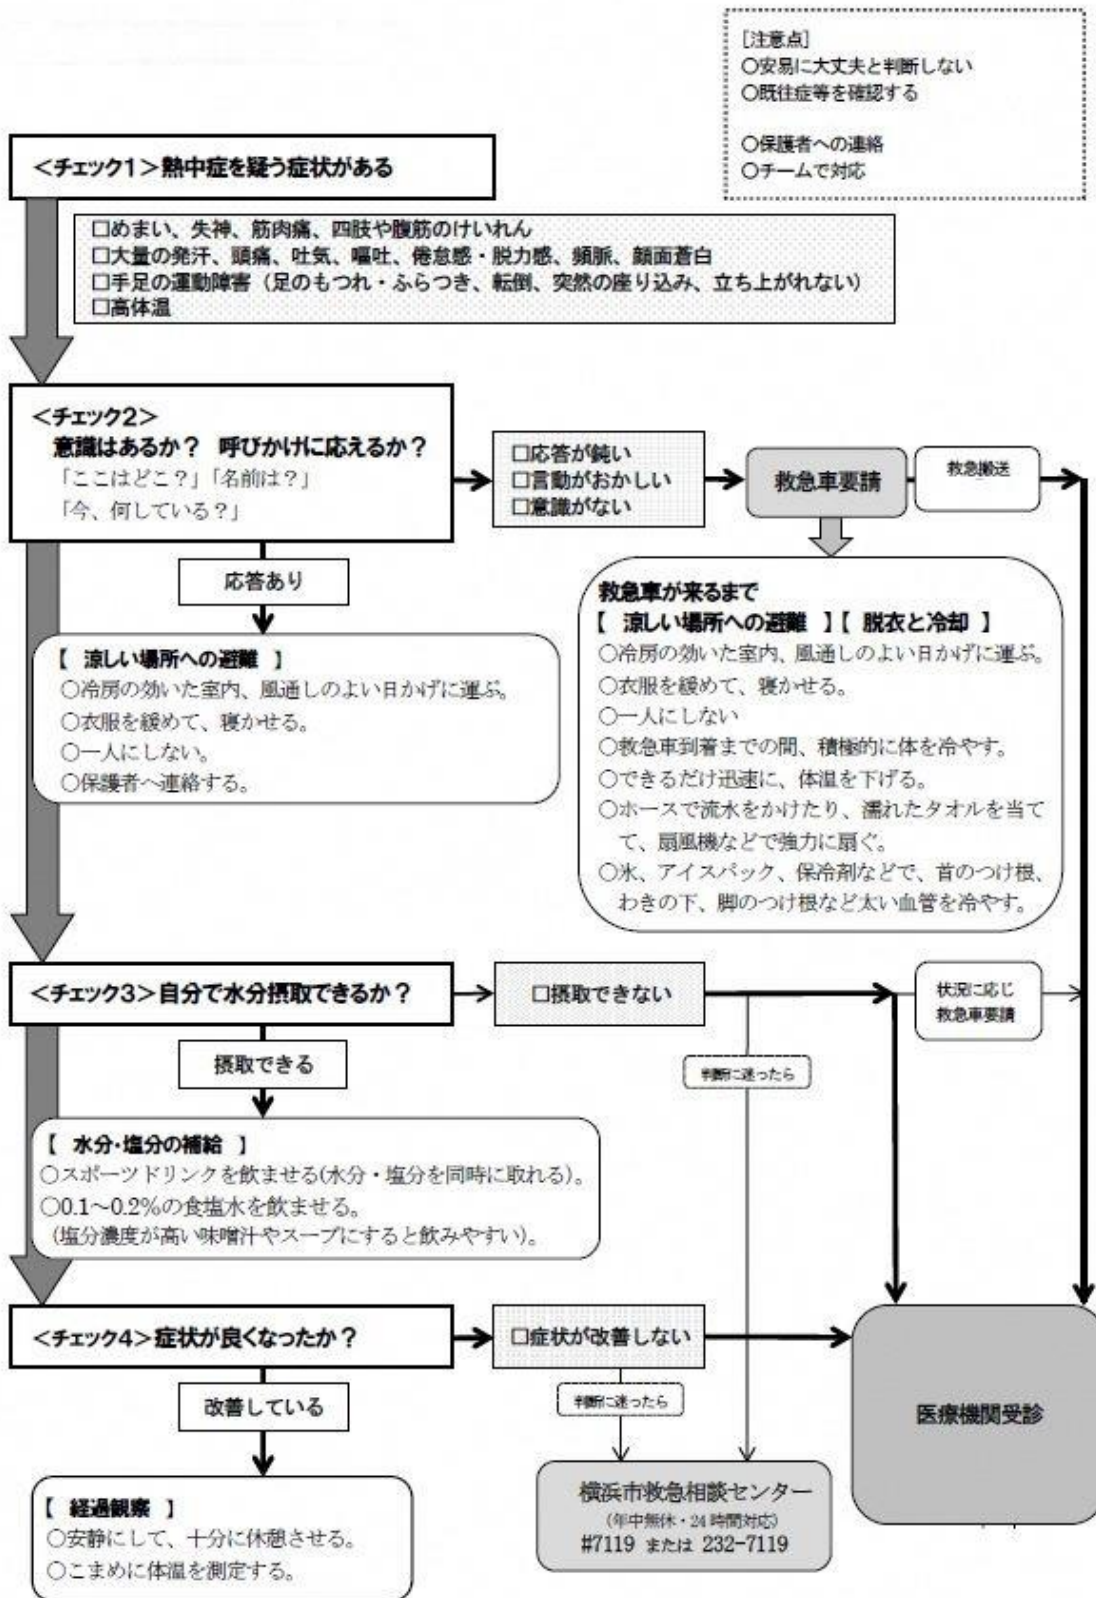 [注意点]
○安易に大丈夫と判断しない
○既往症等を確認する
○保護者への連絡
○チームで対応
＜チェック1＞熱中症を疑う症状がある
□めまい、失神、筋肉痛、四肢や腹筋のけいれん
□大量の発汗、頭痛、吐気、嘔吐、倦怠感・脱力感、頻脈、顔面蒼白
□手足の運動障害（足のもつれ・ふらつき、転倒、突然の座り込み、立ち上がれない）
□高体温
＜チェック2＞
意識はあるか？　呼びかけに応えるか？
「ここはどこ？」「名前は？」
「今、何している？」
□応答が鈍い
□言動がおかしい
□意識がない
救急車要請
救急搬送
応答あり
【　涼しい場所への避難　】
○冷房の効いた室内、風通しのよい日かげに運ぶ。
○衣服を緩めて、寝かせる。
○一人にしない。
○保護者へ連絡する。
救急車が来るまで
【　涼しい場所への避難　】【　脱衣と冷却　】
○冷房の効いた室内、風通しのよい日かげに運ぶ。
○衣服を緩めて、寝かせる。
○一人にしない
○救急車到着までの間、積極的に体を冷やす。
○できるだけ迅速に、体温を下げる。
○ホースで流水をかけたり、濡れたタオルを当て
て、扇風機などで強力に扇ぐ。
○氷、アイスパック、保冷剤などで、首のつけ根、
わきの下、脚のつけ根など太い血管を冷やす。
＜チェック3＞自分で水分摂取できるか？
□摂取できない
状況に応じ
救急車要請
摂取できる
判断に迷ったら
【　水分・塩分の補給　】
○スポーツドリンクを飲ませる(水分・塩分を同時に取れる)。
○0.1～0.2%の食塩水を飲ませる。
(塩分濃度が高い味噌汁やスープにすると飲みやすい)。
＜チェック4＞症状が良くなったか？
□症状が改善しない
改善している
判断に迷ったら
医療機関受診
【　経過観察　】
○安静にして、十分に休憩させる。
○こまめに体温を測定する。
横浜市救急相談センター
(年中無休・24時間対応)
#7119 または 232-7119